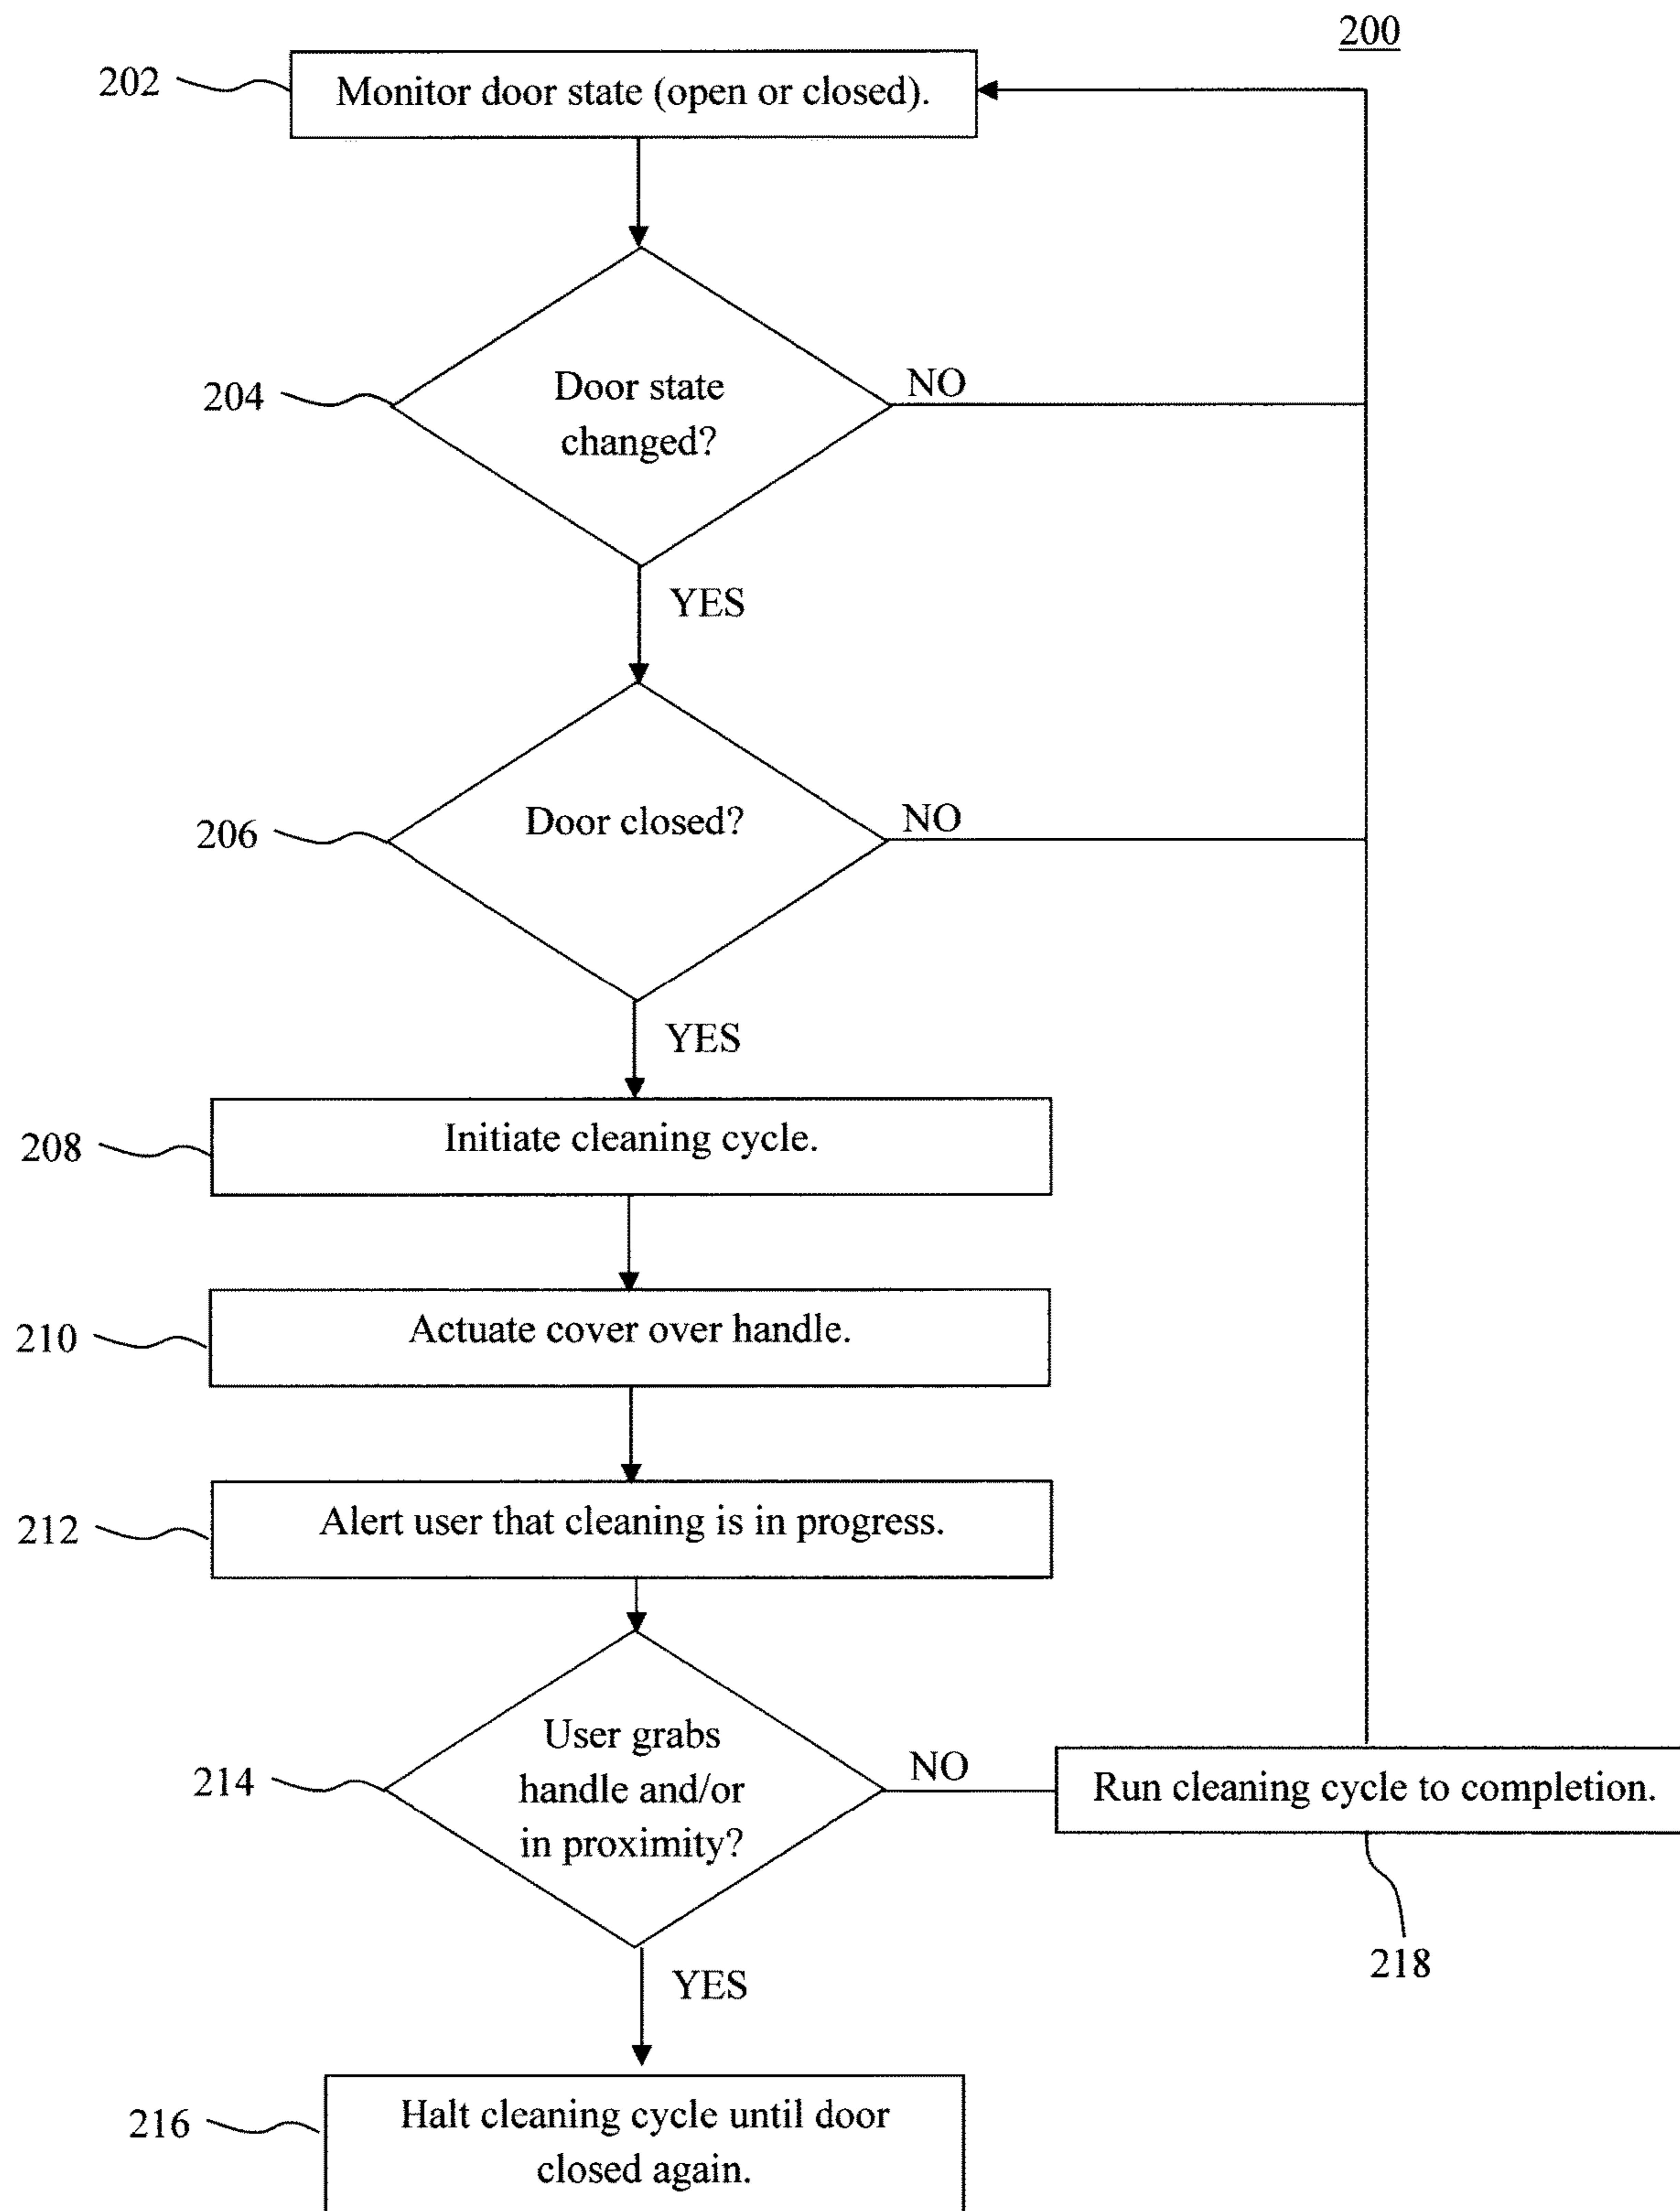 200
202
Monitor door state (open or closed).
204
Door state
changed?
NO
YES
206
Door closed?
NO
YES
208
Initiate cleaning cycle.
210
Actuate cover over handle.
212
Alert user that cleaning is in progress.
214
User grabs
handle and/or
in proximity?
NO
Run cleaning cycle to completion.
218
YES
216
Halt cleaning cycle until door
closed again.